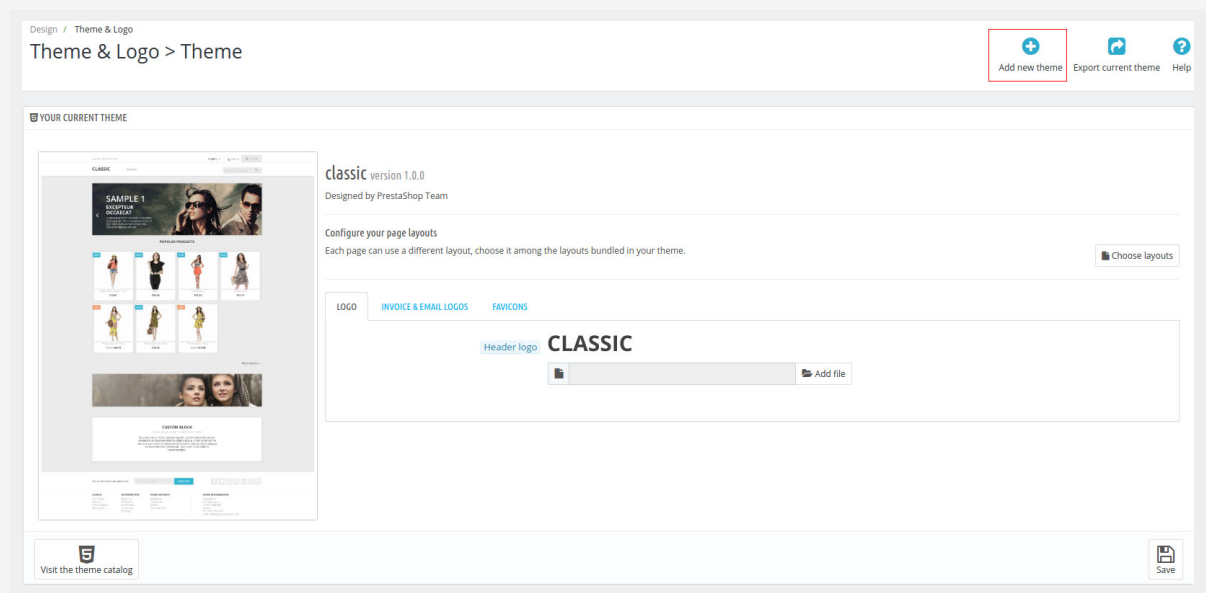 Design / Theme & Logo
Theme & Logo > Theme
Add new theme
Export current theme
Help
YOUR CURRENT THEME
CLASSIC
SAMPLE 1
EXCEPTEUR
OCCAECAT
POPULAR PRODUCTS
CUSTOM BLOCK
classic version 1.0.0
Designed by PrestaShop Team
Configure your page layouts
Each page can use a different layout, choose it among the layouts bundled in your theme.
Choose layouts
LOGO
INVOICE & EMAIL LOGOS
FAVICONS
Header logo
CLASSIC
Add file
Visit the theme catalog
Save